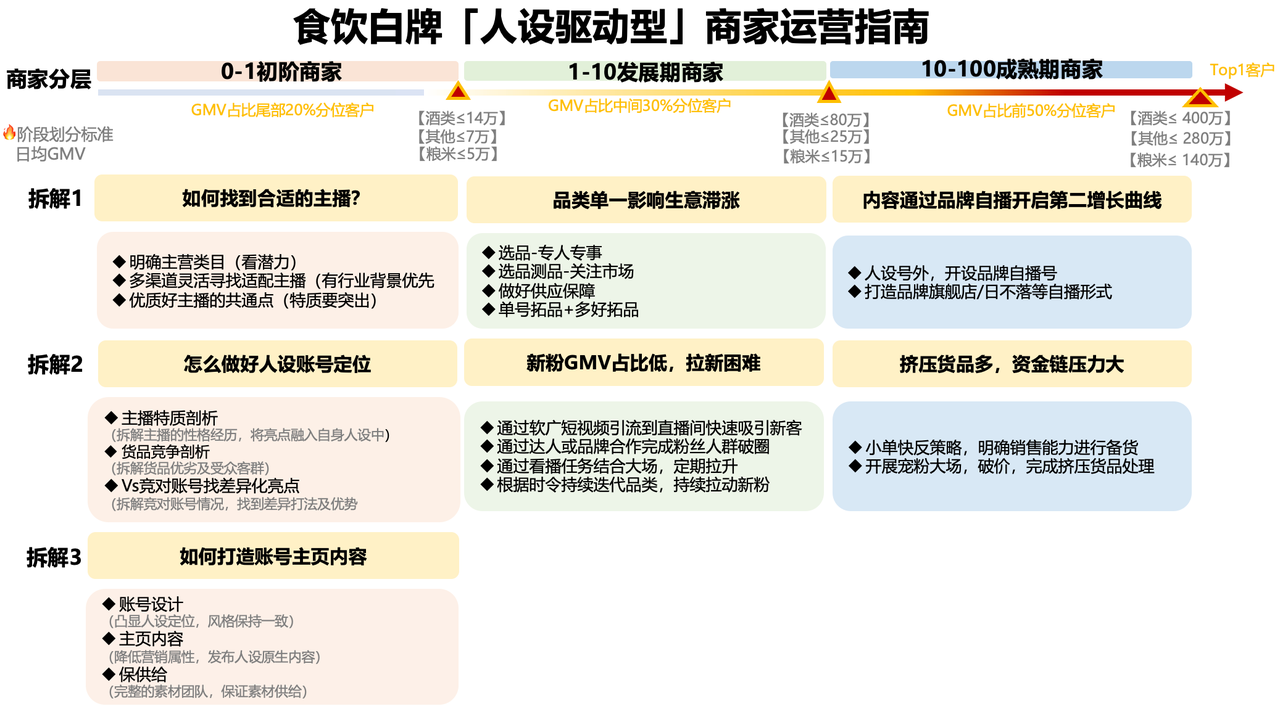 食饮白牌「人设驱动型」商家运营指南
商家分层
0-1初阶商家
1-10发展期商家
10-100成熟期商家
Top1客户
GMV占比尾部20%分位客户
GMV占比中间30%分位客户
GMV占比前50%分位客户
🔥阶段划分标准
日均GMV
【酒类≤14万】
【其他≤7万】
【粮米≤5万】
【酒类≤80万】
【其他≤25万】
【粮米≤15万】
【酒类≤ 400万】
【其他≤ 280万】
【粮米≤ 140万】
拆解1
如何找到合适的主播?
品类单一影响生意滞涨
内容通过品牌自播开启第二增长曲线
◆ 明确主营类目（看潜力）
◆ 多渠道灵活寻找适配主播（有行业背景优先
◆ 优质好主播的共通点（特质要突出）
◆ 选品-专人专事
◆ 选品测品-关注市场
◆ 做好供应保障
◆ 单号拓品+多好拓品
◆ 人设号外，开设品牌自播号
◆ 打造品牌旗舰店/日不落等自播形式
拆解2
怎么做好人设账号定位
新粉GMV占比低，拉新困难
挤压货品多，资金链压力大
◆ 主播特质剖析
（拆解主播的性格经历，将亮点融入自身人设中）
◆ 货品竞争剖析
（拆解货品优劣及受众客群）
◆ Vs竞对账号找差异化亮点
（拆解竞对账号情况，找到差异打法及优势
◆ 通过软广短视频引流到直播间快速吸引新客
◆ 通过达人或品牌合作完成粉丝人群破圈
◆ 通过看播任务结合大场，定期拉升
◆ 根据时令持续迭代品类，持续拉动新粉
◆ 小单快反策略，明确销售能力进行备货
◆ 开展宠粉大场，破价，完成挤压货品处理
拆解3
如何打造账号主页内容
◆ 账号设计
（凸显人设定位，风格保持一致）
◆ 主页内容
（降低营销属性，发布人设原生内容）
◆ 保供给
（完整的素材团队，保证素材供给）